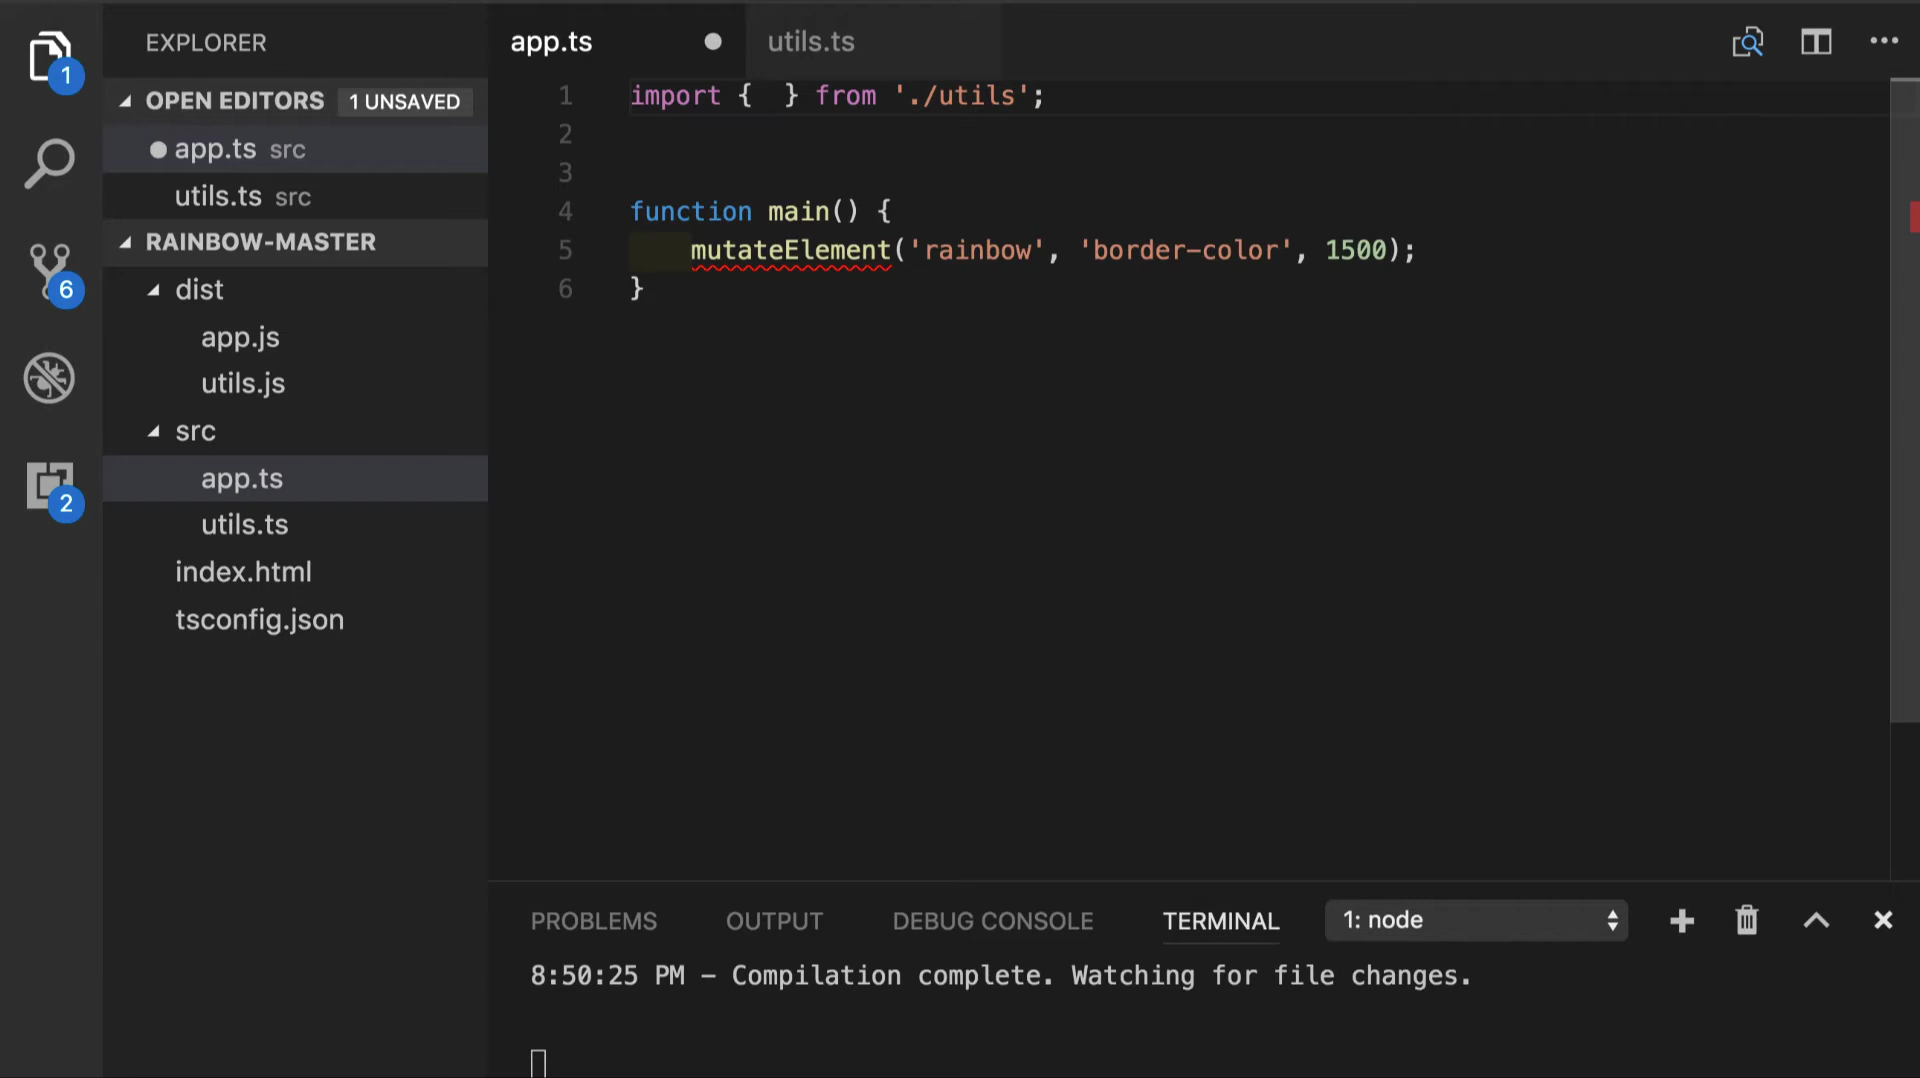 EXPLORER
OPEN EDITORS 1 UNSAVED
app.ts src
utils.ts src
RAINBOW-MASTER
dist
app.js
utils.js
src
app.ts
utils.ts
index.html
tsconfig.json
1
6
2
app.ts utils.ts
1 import {  } from './utils';
2
3
4 function main() {
5 mutateElement('rainbow', 'border-color', 1500);
6 }
PROBLEMS OUTPUT DEBUG CONSOLE TERMINAL 1: node
8:50:25 PM - Compilation complete. Watching for file changes.